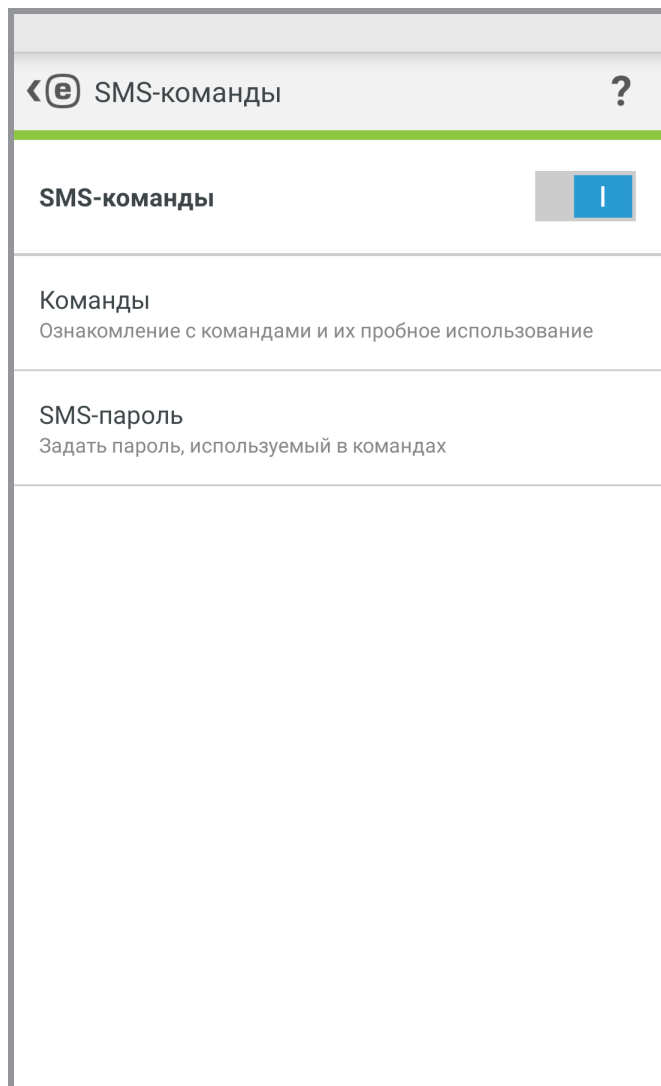 e SMS-команды ?
SMS-команды
Команды
Ознакомление с командами и их пробное использование
SMS-пароль
Задать пароль, используемый в командах